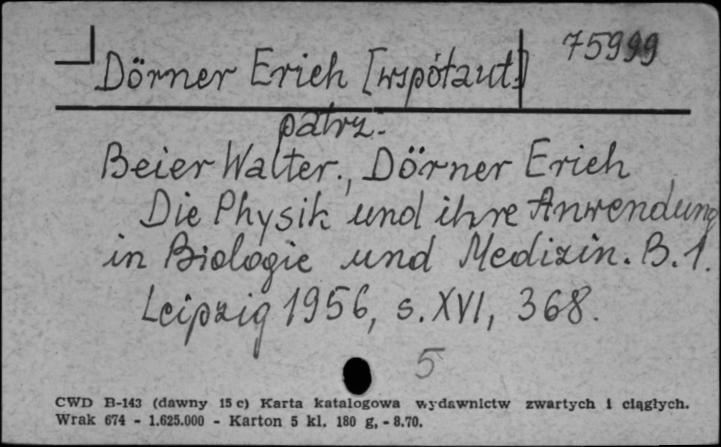 75999
Dörner Erich [współaut.]
patrz:
Beier Walter., Dörner Erich
Die Physik und ihre Anwendung
in Biologie und Medizin. B.1.
Leipzig 1956, s. XVI, 368.
5
CWD B-143 (dawny 15 c) Karta katalogowa wydawnictw zwartych i ciągłych.
Wrak 674 - 1.625.000 - Karton 5 kl. 180 g, - 8.70.